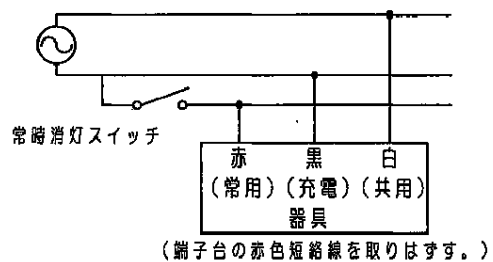 常時消灯スイッチ
赤 黒 白
(常用) (充電) (共用)
器具
(端子台の赤色短絡線を取りはずす。)